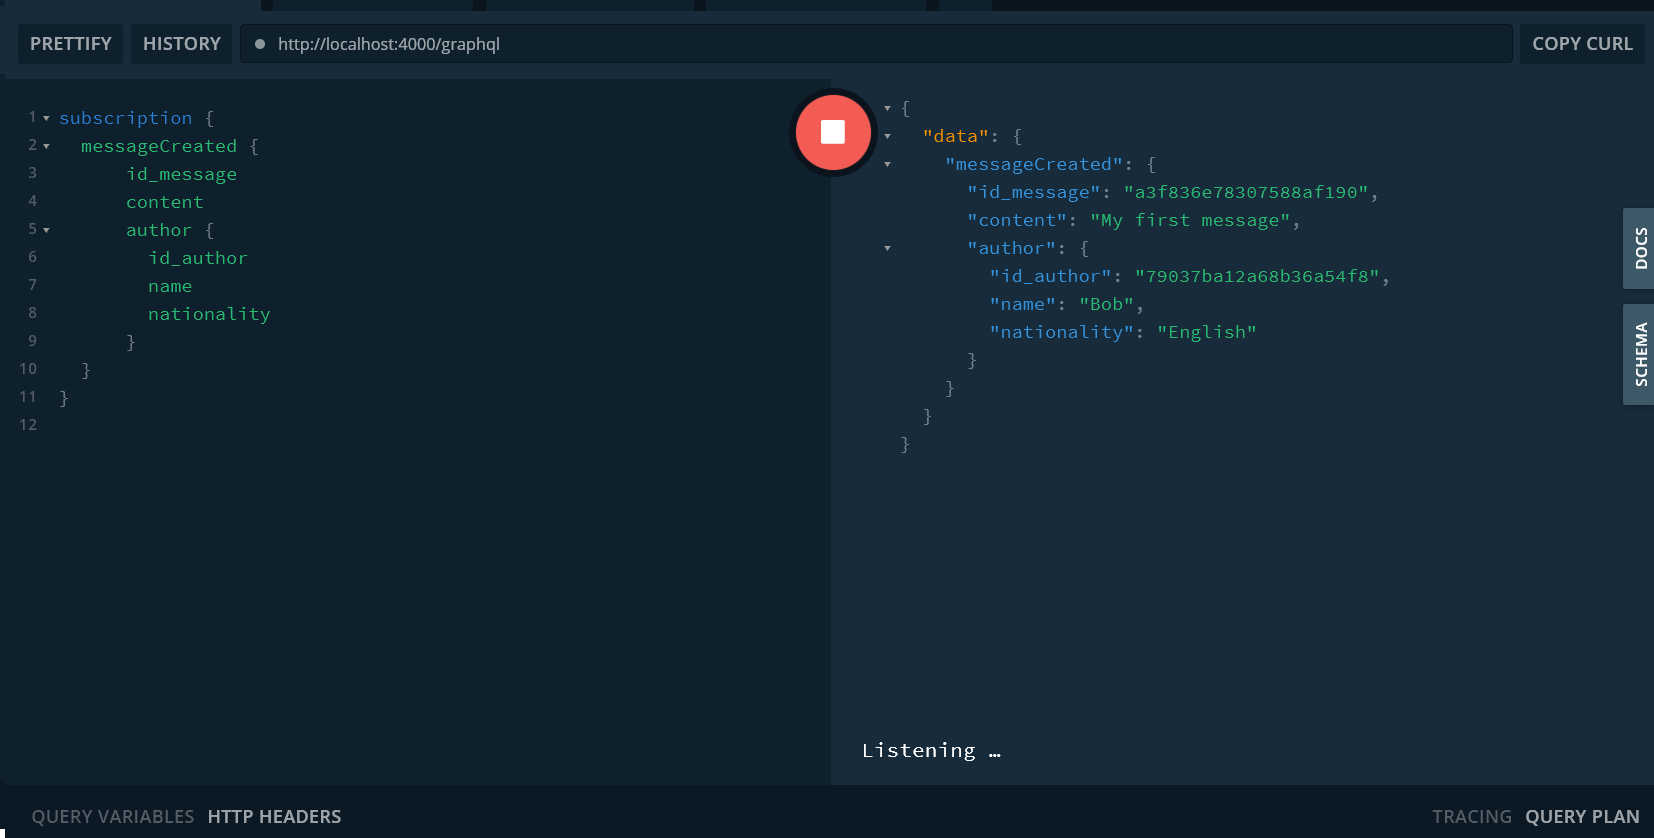 PRETTIFY HISTORY http://localhost:4000/graphql COPY CURL
1 subscription {
2 messageCreated {
3 id_message
4 content
5 author {
6 id_author
7 name
8 nationality
9 }
10 }
11 }
12
{
"data": {
"messageCreated": {
"id_message": "a3f836e78307588af190",
"content": "My first message",
"author": {
"id_author": "79037ba12a68b36a54f8",
"name": "Bob",
"nationality": "English"
}
}
}
}
DOCS
SCHEMA
Listening …
QUERY VARIABLES HTTP HEADERS
TRACING QUERY PLAN